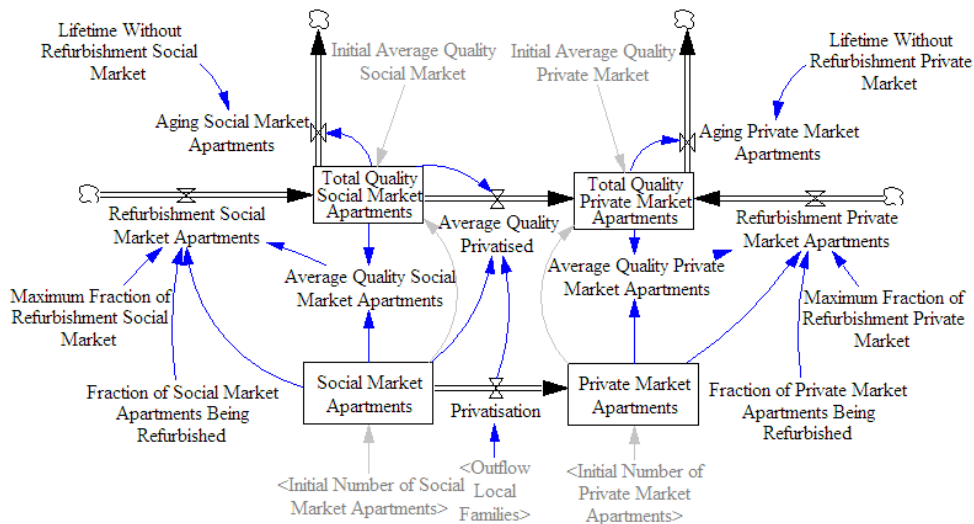 Lifetime Without
Refurbishment Social
Market
Initial Average Quality
Social Market
Initial Average Quality
Private Market
Lifetime Without
Refurbishment Private
Market
Aging Social Market
Apartments
Aging Private Market
Apartments
Total Quality
Social Market
Apartments
Total Quality
Private Market
Apartments
Refurbishment Social
Market Apartments
Average Quality
Privatised
Refurbishment Private
Market Apartments
Average Quality Social
Market Apartments
Average Quality Private
Market Apartments
Maximum Fraction of
Refurbishment Social
Market
Maximum Fraction of
Refurbishment Private
Market
Fraction of Social Market
Apartments Being
Refurbished
Social Market
Apartments
Privatisation
Private Market
Apartments
Fraction of Private Market
Apartments Being
Refurbished
<Initial Number of Social
Market Apartments>
<Outflow
Local
Families>
<Initial Number of
Private Market
Apartments>